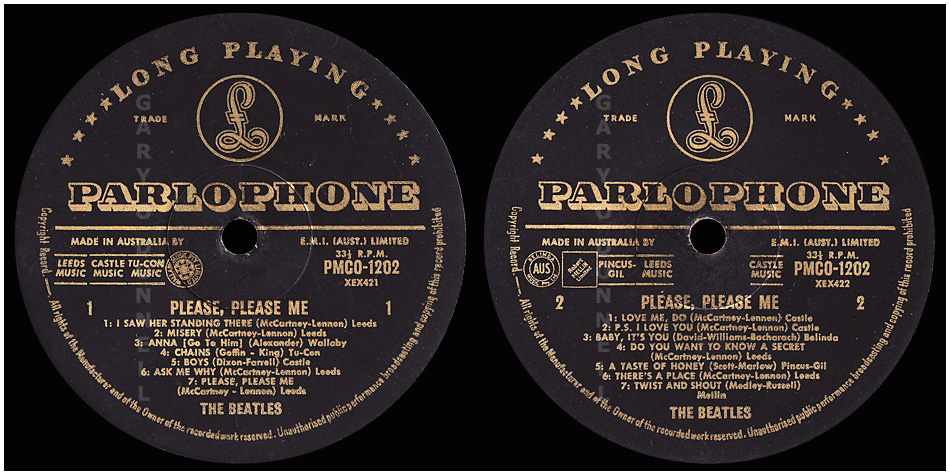 LONG PLAYING
TRADE MARK
£
PARLOPHONE
MADE IN AUSTRALIA BY E.M.I. (AUST.) LIMITED
33⅓ R.P.M.
LEEDS CASTLE TU-CON
MUSIC MUSIC MUSIC
PMCO-1202
XEX421
1 PLEASE, PLEASE ME 1
1: I SAW HER STANDING THERE (McCartney-Lennon) Leeds
2: MISERY (McCartney-Lennon) Leeds
3: ANNA [Go To Him] (Alexander) Wallaby
4: CHAINS (Goffin - King) Tu-Con
5: BOYS (Dixon-Farrell) Castle
6: ASK ME WHY (McCartney-Lennon) Leeds
7: PLEASE, PLEASE ME
(McCartney - Lennon) Leeds
THE BEATLES
Copyright Record — All rights of the Manufacturer and of the Owner of the recorded work reserved. Unauthorised public performance broadcasting and copying of this record prohibited
GARY O'NEILL
LONG PLAYING
TRADE MARK
£
PARLOPHONE
MADE IN AUSTRALIA BY E.M.I. (AUST.) LIMITED
33⅓ R.P.M.
BELINDA
AUS
PINCUS- LEEDS CASTLE
GIL MUSIC MUSIC
PMCO-1202
XEX422
2 PLEASE, PLEASE ME 2
1: LOVE ME, DO (McCartney-Lennon) Castle
2: P.S. I LOVE YOU (McCartney-Lennon) Castle
3: BABY, IT'S YOU (David-Williams-Bacharach) Belinda
4: DO YOU WANT TO KNOW A SECRET
(McCartney-Lennon) Leeds
5: A TASTE OF HONEY (Scott-Marlow) Pincus-Gil
6: THERE'S A PLACE (McCartney-Lennon) Leeds
7: TWIST AND SHOUT (Medley-Russell)
Mellin
THE BEATLES
Copyright Record — All rights of the Manufacturer and of the Owner of the recorded work reserved. Unauthorised public performance broadcasting and copying of this record prohibited
GARY O'NEILL